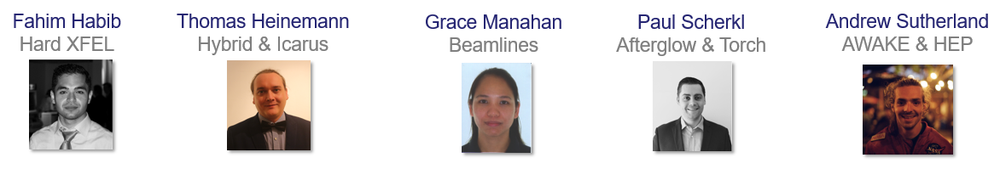 Fahim Habib
Hard XFEL
Thomas Heinemann
Hybrid & Icarus
Grace Manahan
Beamlines
Paul Scherkl
Afterglow & Torch
Andrew Sutherland
AWAKE & HEP